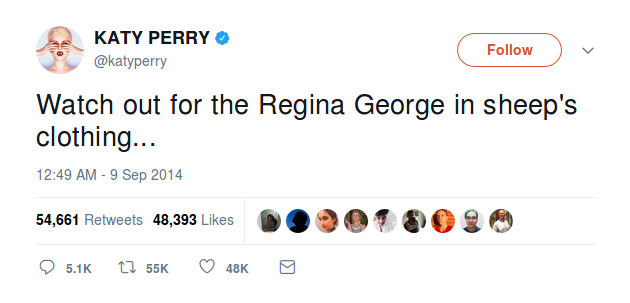 KATY PERRY
@katyperry
Follow
Watch out for the Regina George in sheep's
clothing...
12:49 AM - 9 Sep 2014
54,661 Retweets 48,393 Likes
5.1K 55K 48K